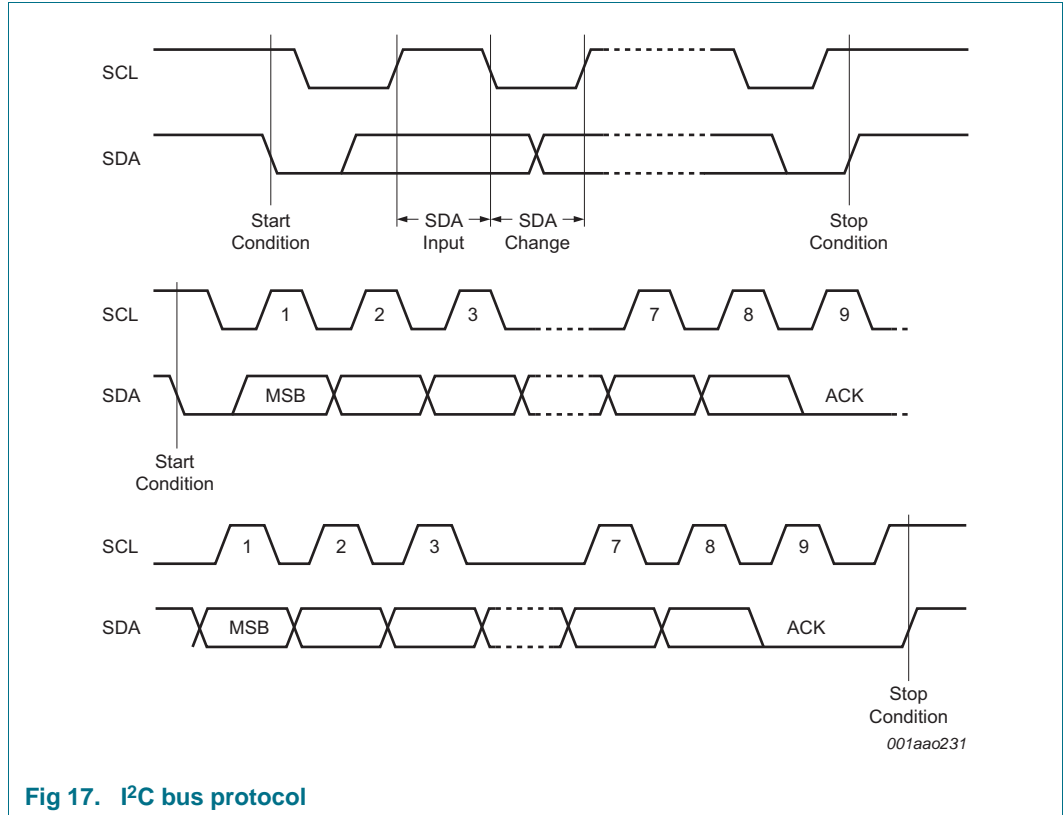 SCL
SDA
Start
Condition
SDA
Input
SDA
Change
Stop
Condition
SCL
1 2 3 7 8 9
SDA
MSB ACK
Start
Condition
SCL
1 2 3 7 8 9
SDA
MSB ACK
Stop
Condition
001aao231
Fig 17. I²C bus protocol